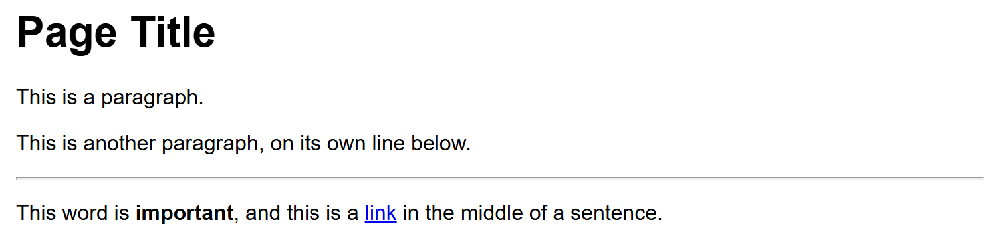 Page Title
This is a paragraph.
This is another paragraph, on its own line below.
This word is important, and this is a link in the middle of a sentence.